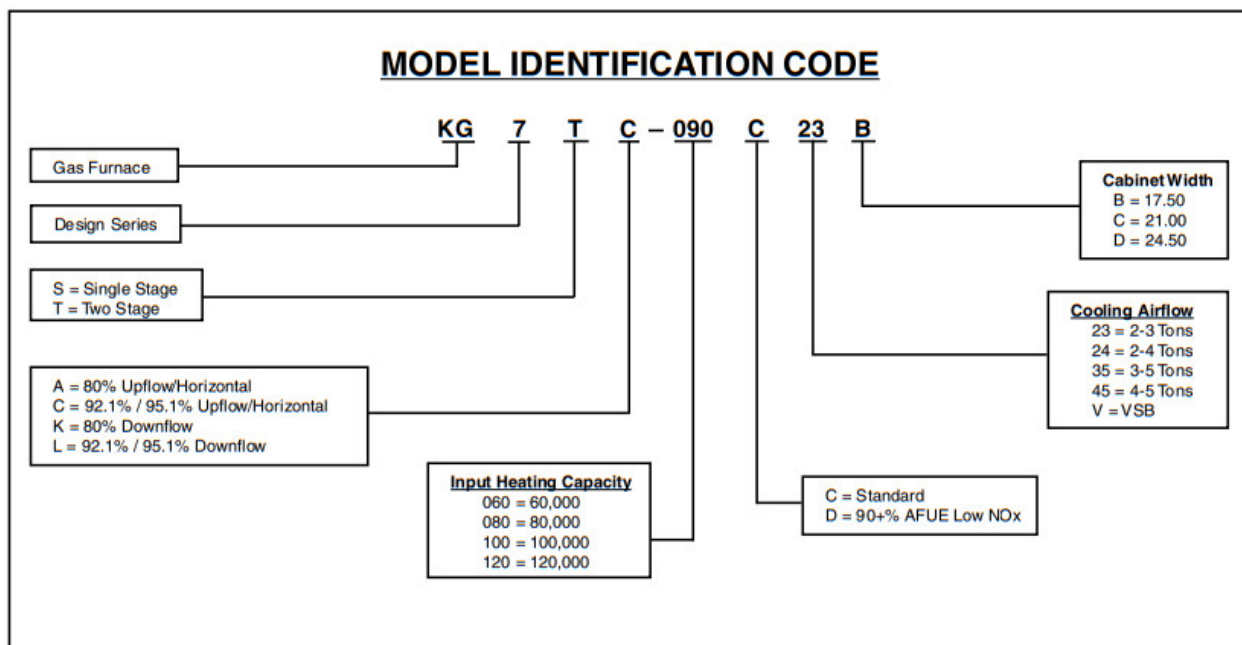 MODEL IDENTIFICATION CODE
KG 7 T C – 090 C 23 B
Gas Furnace
Design Series
S = Single Stage
T = Two Stage
A = 80% Upflow/Horizontal
C = 92.1% / 95.1% Upflow/Horizontal
K = 80% Downflow
L = 92.1% / 95.1% Downflow
Input Heating Capacity
060 = 60,000
080 = 80,000
100 = 100,000
120 = 120,000
C = Standard
D = 90+% AFUE Low NOx
Cooling Airflow
23 = 2-3 Tons
24 = 2-4 Tons
35 = 3-5 Tons
45 = 4-5 Tons
V = VSB
Cabinet Width
B = 17.50
C = 21.00
D = 24.50